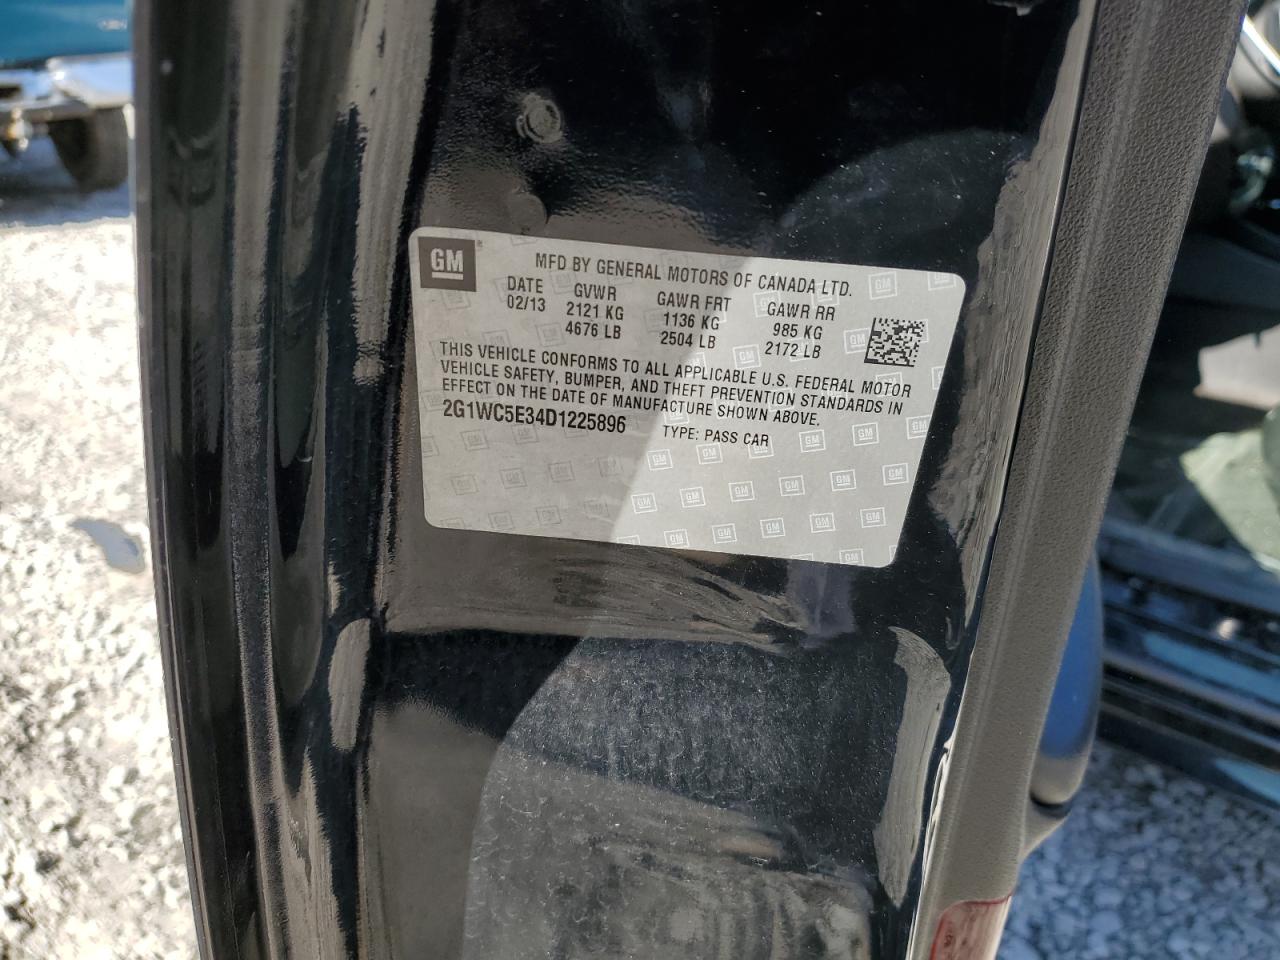 GM
MFD BY GENERAL MOTORS OF CANADA LTD.
DATE GVWR GAWR FRT GAWR RR
02/13 2121 KG 1136 KG 985 KG
4676 LB 2504 LB 2172 LB
THIS VEHICLE CONFORMS TO ALL APPLICABLE U.S. FEDERAL MOTOR
VEHICLE SAFETY, BUMPER, AND THEFT PREVENTION STANDARDS IN
EFFECT ON THE DATE OF MANUFACTURE SHOWN ABOVE.
2G1WC5E34D1225896 TYPE: PASS CAR